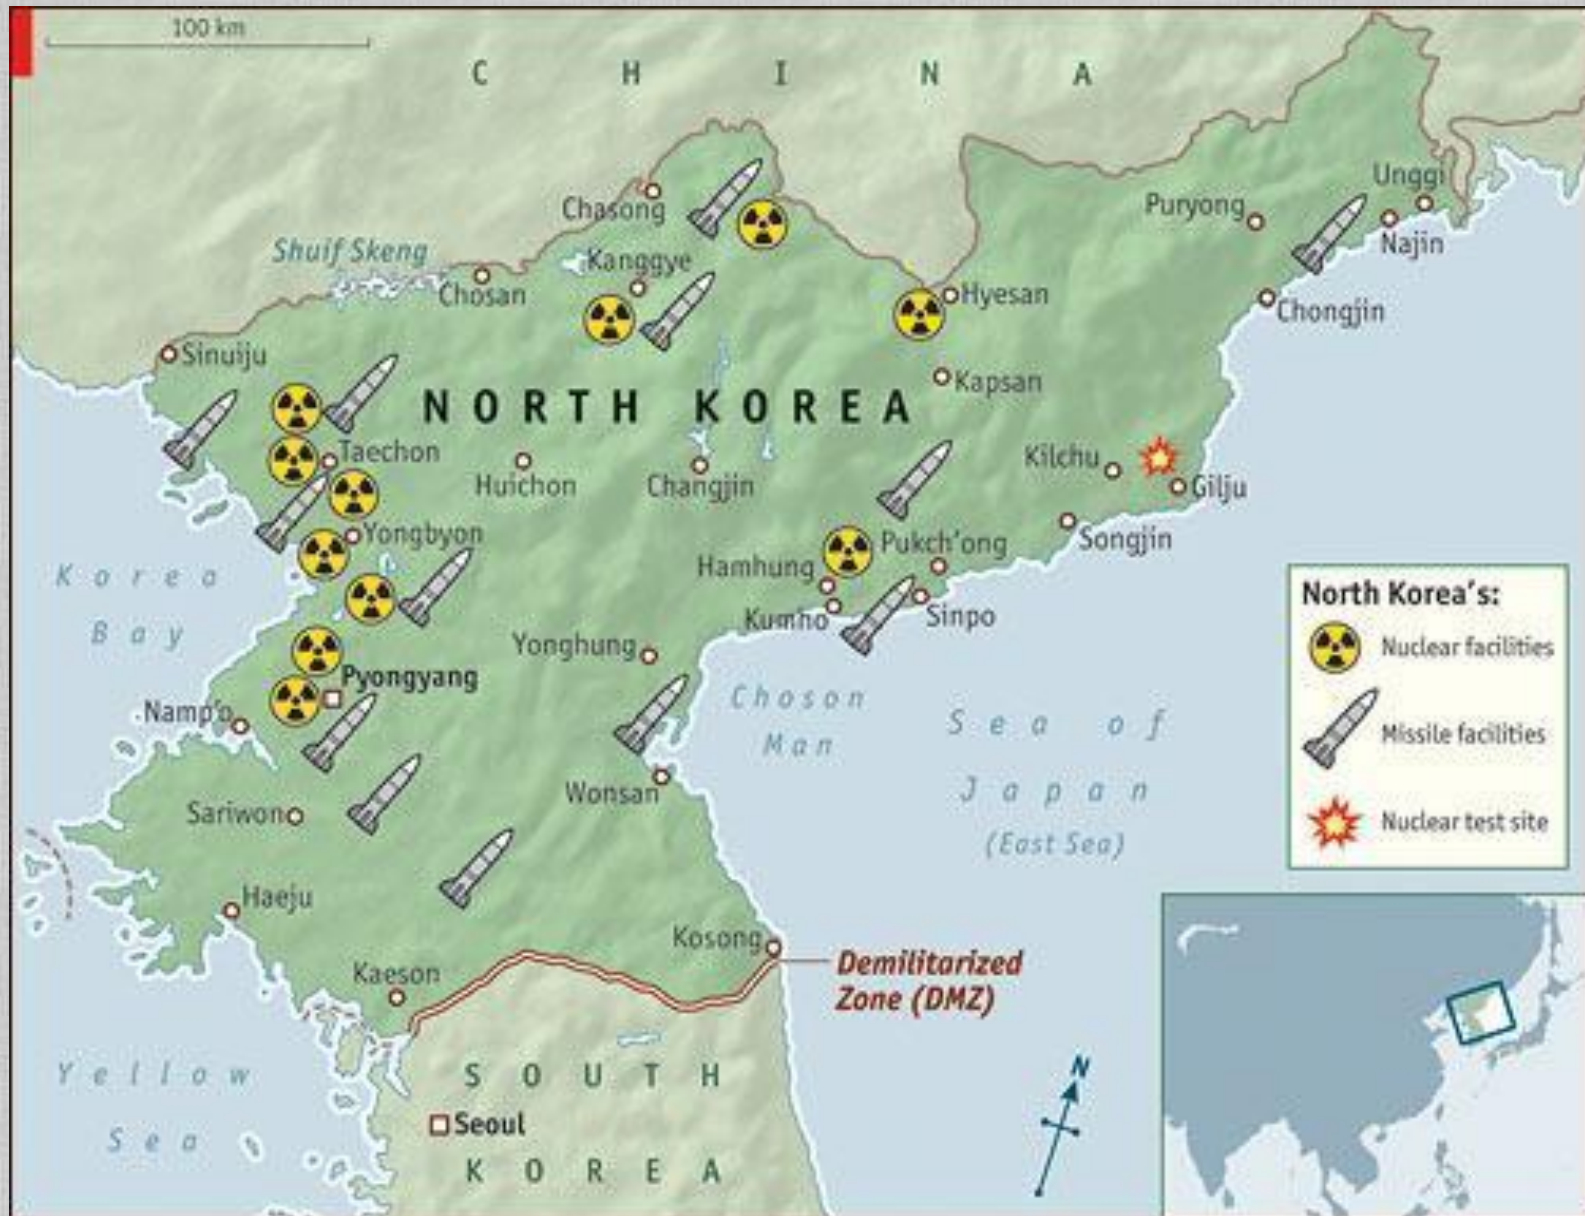 100 km
CHINA
Unggi
Chasong
Puryong
Najin
Shuif Skeng
Kanggye
Chosan
Hyesan
Chongjin
Sinuiju
Kapsan
NORTH KOREA
Taechon
Huichon
Changjin
Kilchu
Gilju
Yongbyon
Pukch'ong
Songjin
Hamhung
Korea
Bay
Kumho
Sinpo
North Korea's:
Nuclear facilities
Missile facilities
Nuclear test site
Yonghung
Pyongyang
Namp'o
Choson
Man
Sea of
Japan
(East Sea)
Wonsan
Sariwon
Haeju
Kosong
Demilitarized
Zone (DMZ)
Kaeson
Yellow
Sea
SOUTH
KOREA
Seoul
N